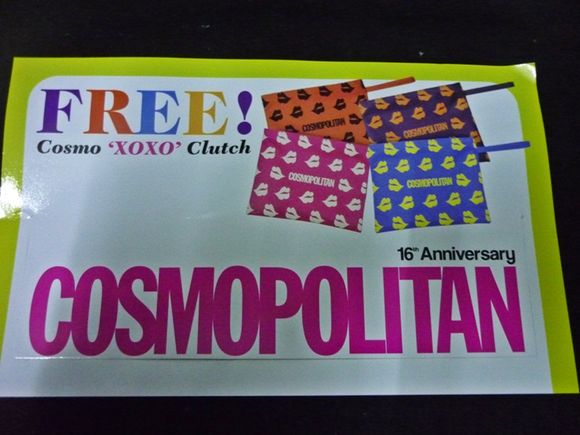 FREE!
Cosmo ‘XOXO’ Clutch
COSMOPOLITAN
COSMOPOLITAN
COSMOPOLITAN
COSMOPOLITAN
16th Anniversary
COSMOPOLITAN